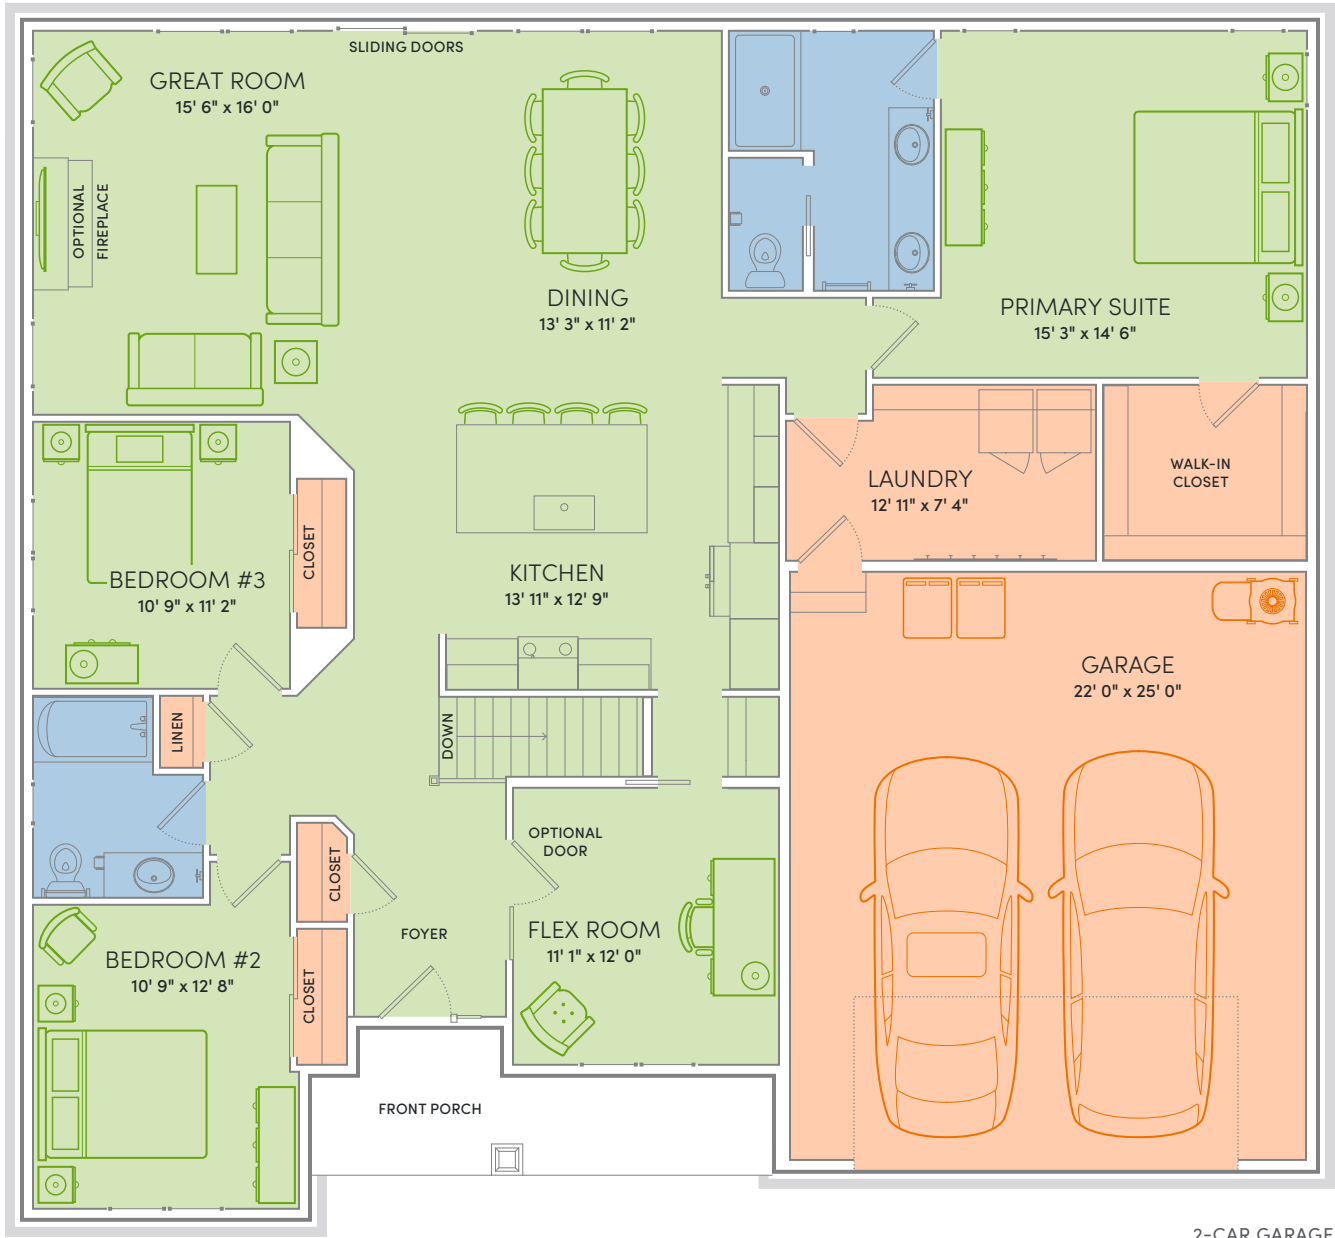 SLIDING DOORS
GREAT ROOM
15' 6" x 16' 0"
OPTIONAL
FIREPLACE
DINING
13' 3" x 11' 2"
PRIMARY SUITE
15' 3" x 14' 6"
LAUNDRY
12' 11" x 7' 4"
WALK-IN
CLOSET
CLOSET
BEDROOM #3
10' 9" x 11' 2"
KITCHEN
13' 11" x 12' 9"
GARAGE
22' 0" x 25' 0"
LINEN
DOWN
OPTIONAL
DOOR
CLOSET
FOYER
FLEX ROOM
11' 1" x 12' 0"
BEDROOM #2
10' 9" x 12' 8"
CLOSET
FRONT PORCH
2-CAR GARAGE